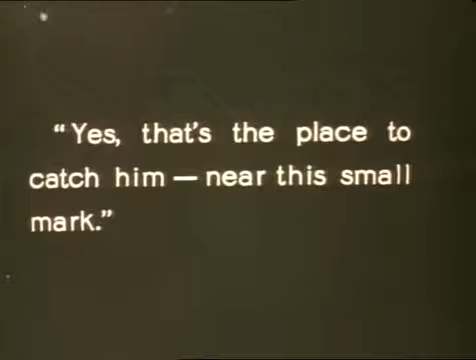 “Yes, that's the place to
catch him — near this small
mark.”